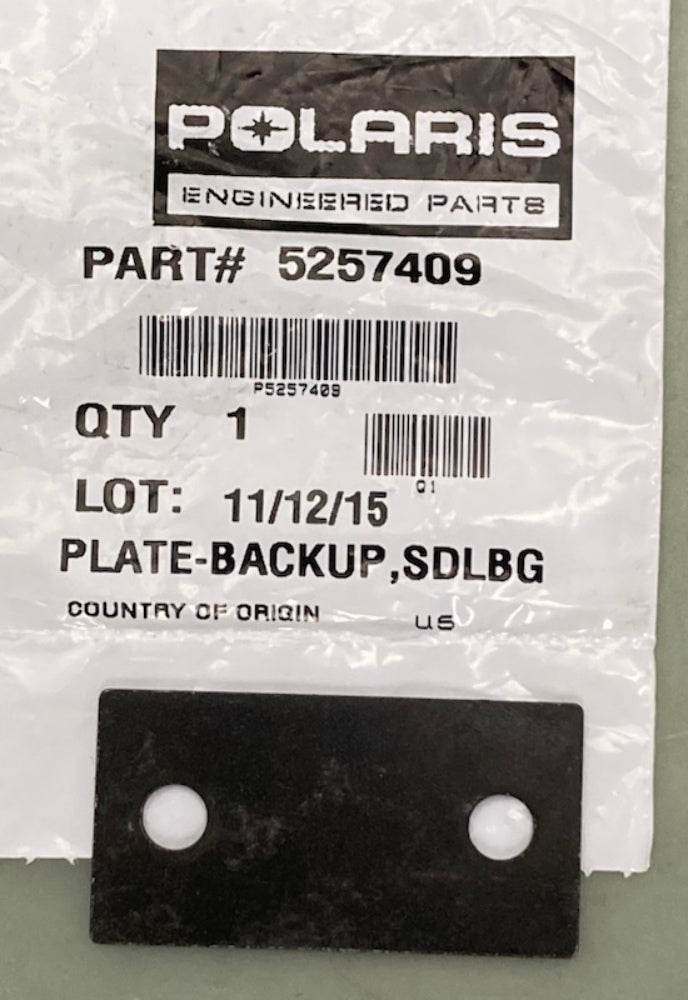 POLARIS
ENGINEERED PARTS
PART# 5257409
P5257409
QTY 1
Q1
LOT: 11/12/15
PLATE-BACKUP,SDLBG
COUNTRY OF ORIGIN US